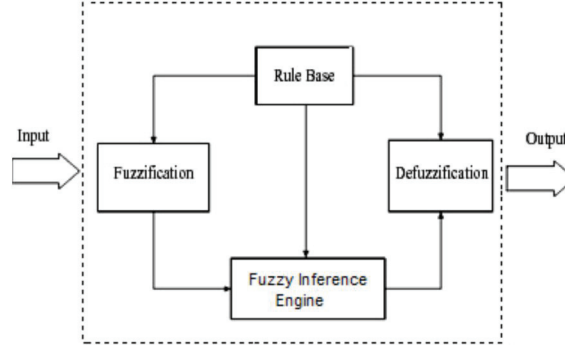 Rule Base
Input
Output
Fuzzification
Defuzzification
Fuzzy Inference
Engine